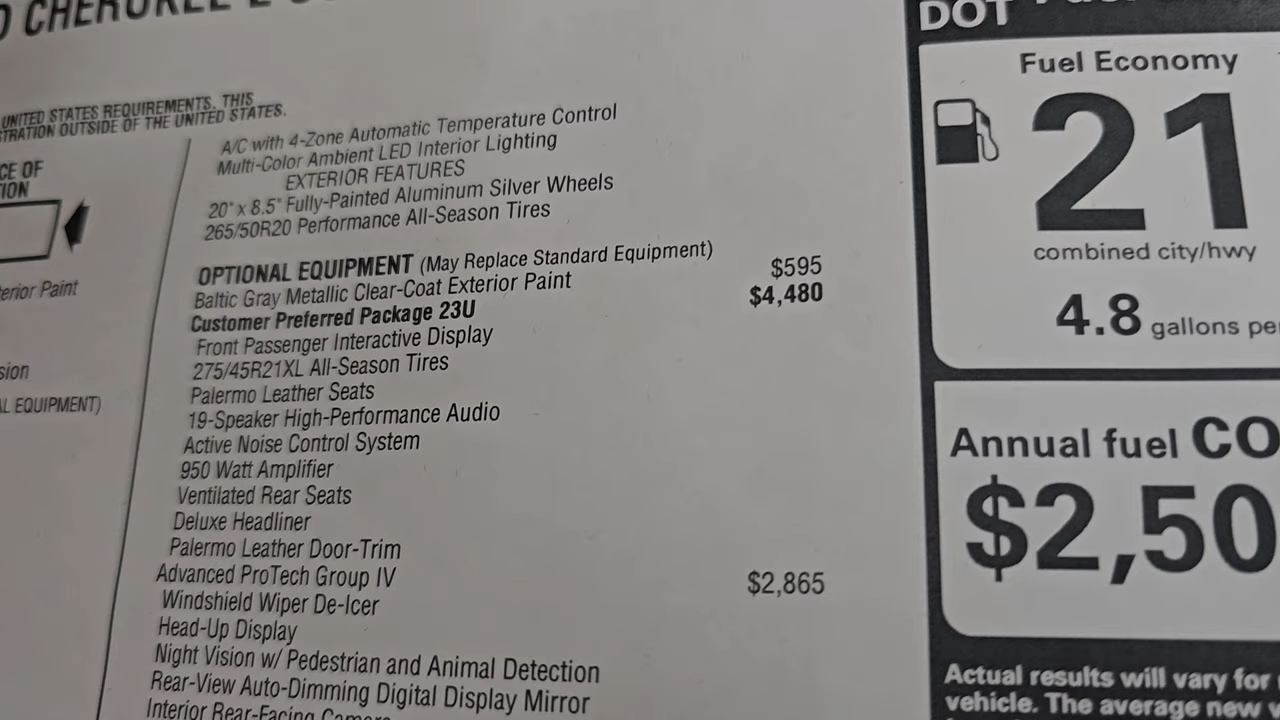 CHEROKEE L
UNITED STATES REQUIREMENTS. THIS
OUTSIDE OF THE UNITED STATES.
OF
Paint
EQUIPMENT)
A/C with 4-Zone Automatic Temperature Control
Multi-Color Ambient LED Interior Lighting
EXTERIOR FEATURES
20" x 8.5" Fully-Painted Aluminum Silver Wheels
265/50R20 Performance All-Season Tires
OPTIONAL EQUIPMENT (May Replace Standard Equipment)
Baltic Gray Metallic Clear-Coat Exterior Paint $595
Customer Preferred Package 23U $4,480
Front Passenger Interactive Display
275/45R21XL All-Season Tires
Palermo Leather Seats
19-Speaker High-Performance Audio
Active Noise Control System
950 Watt Amplifier
Ventilated Rear Seats
Deluxe Headliner
Palermo Leather Door-Trim
Advanced ProTech Group IV $2,865
Windshield Wiper De-Icer
Head-Up Display
Night Vision w/ Pedestrian and Animal Detection
Rear-View Auto-Dimming Digital Display Mirror
Interior Rear-Facing Camera
DOT
Fuel Economy
21
combined city/hwy
4.8 gallons pe
Annual fuel CO
$2,50
Actual results will vary for
vehicle. The average new v